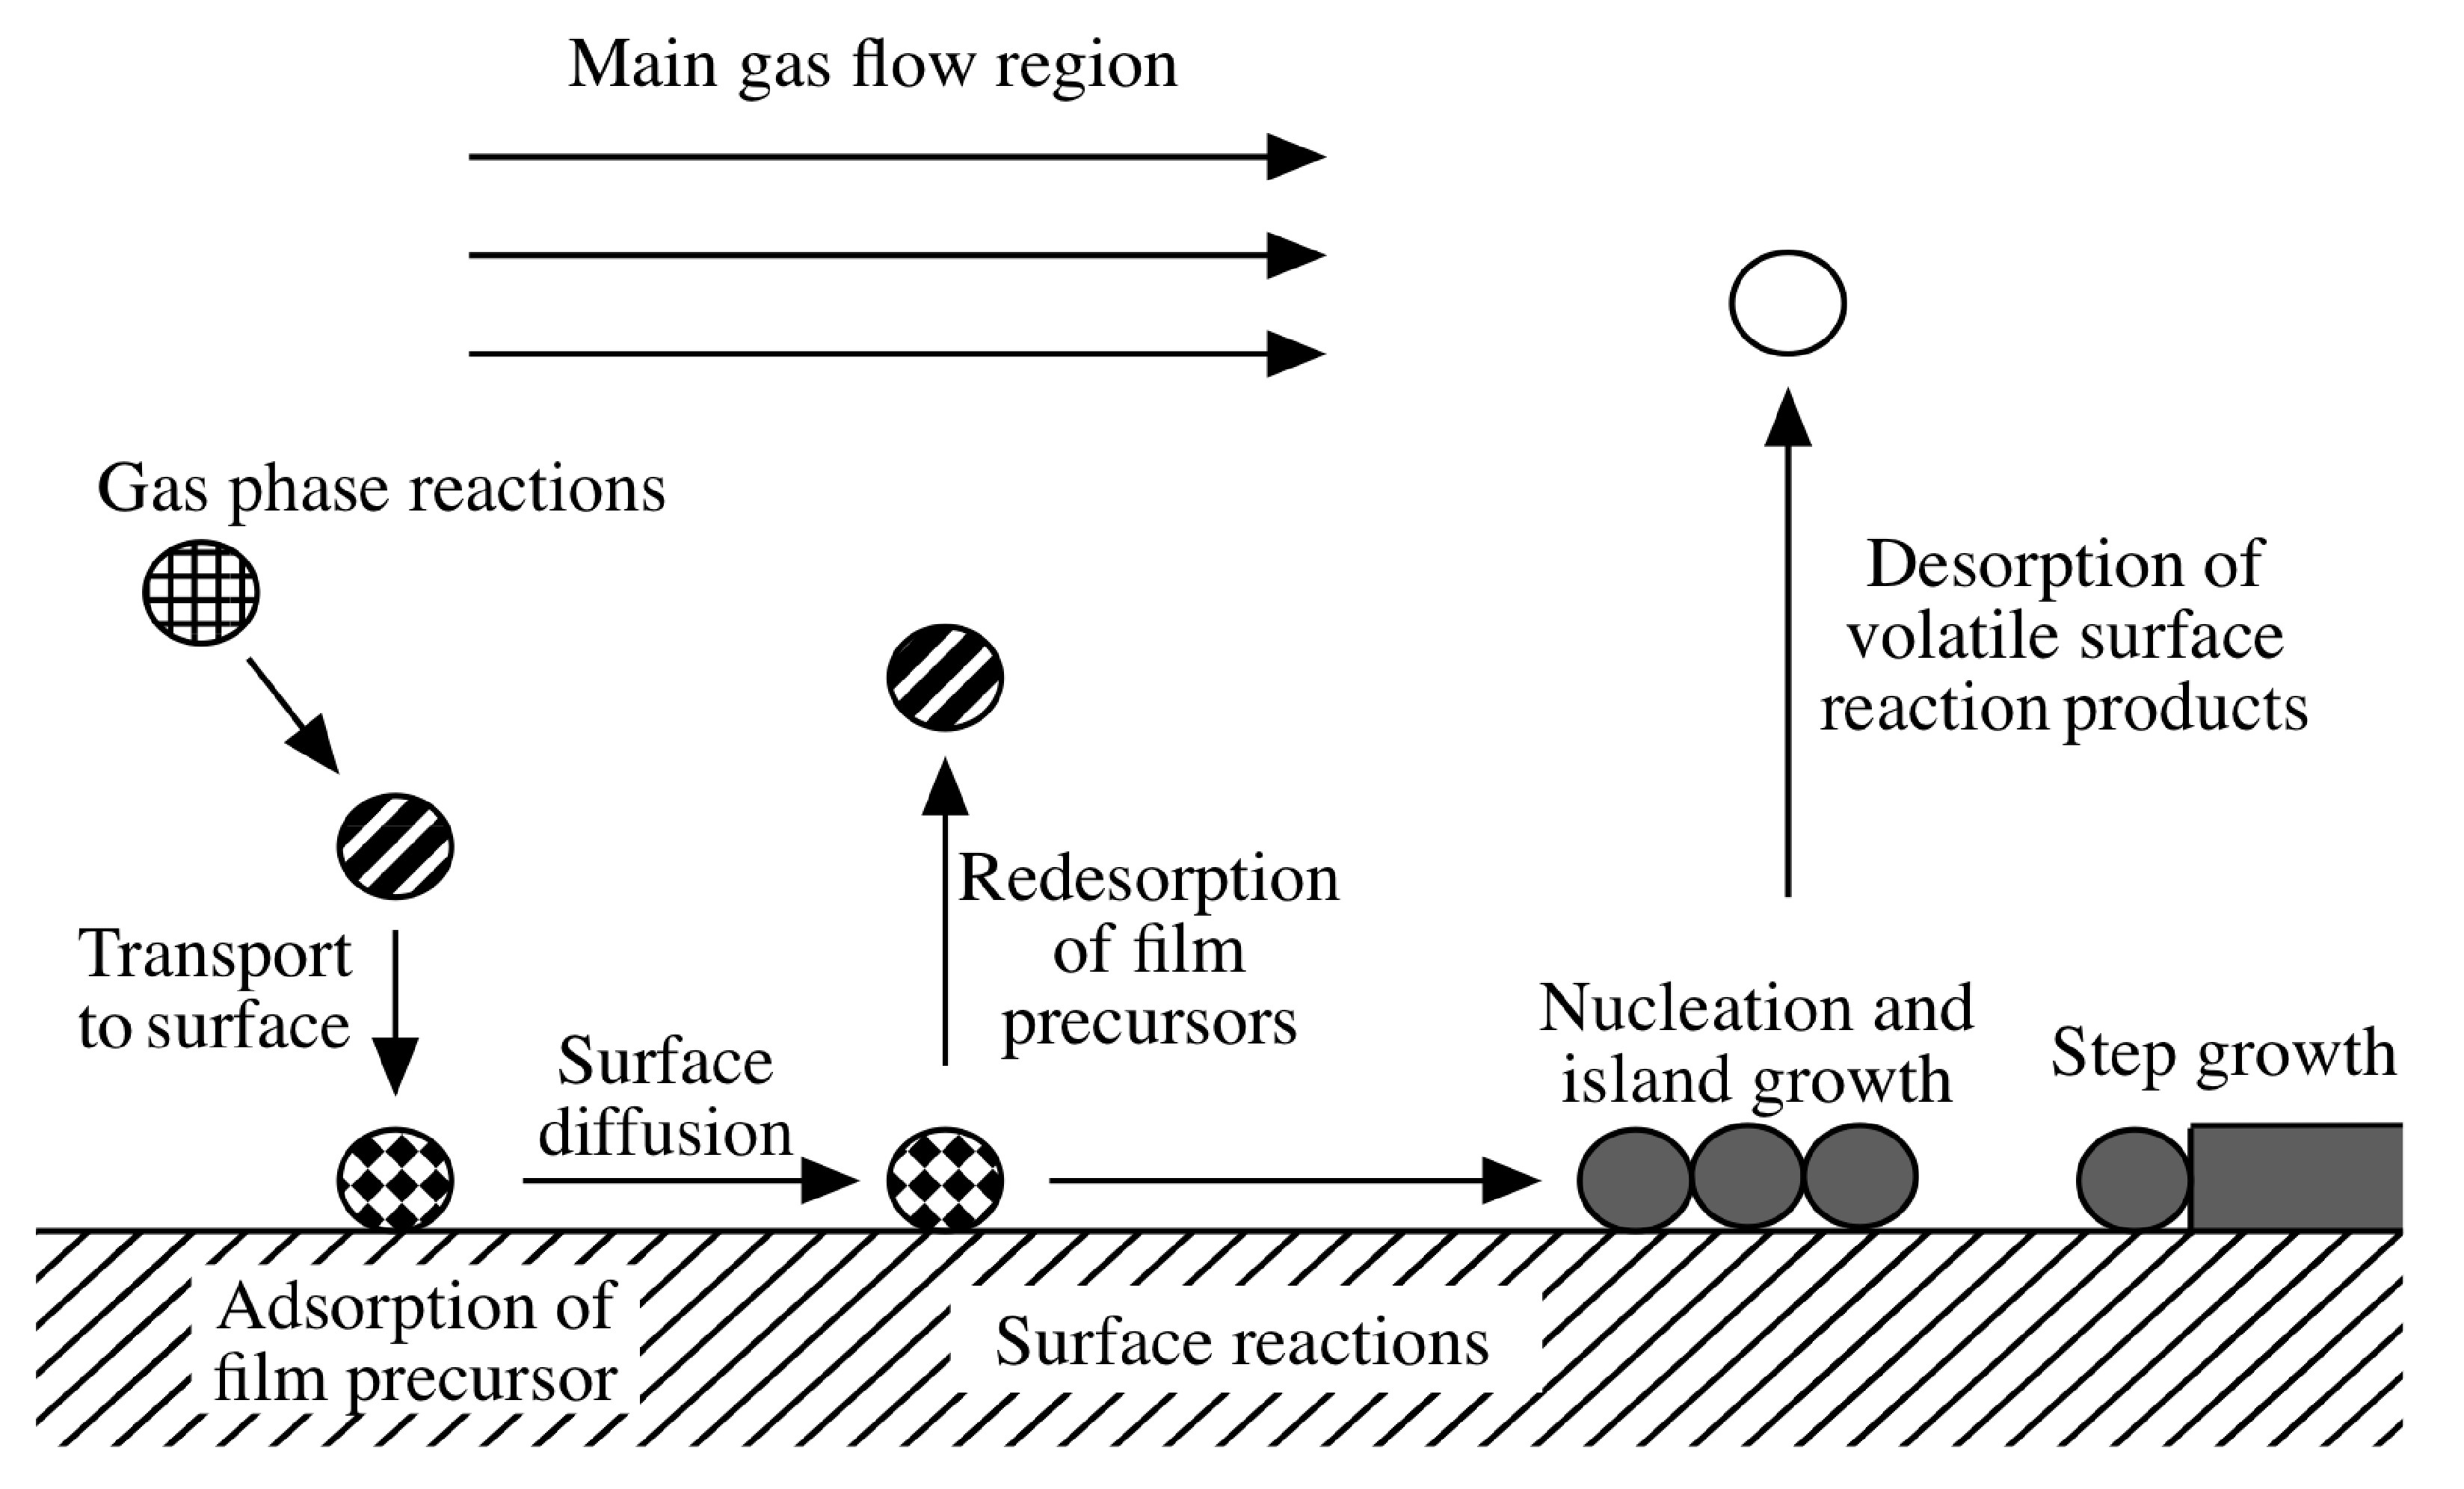 Main gas flow region
Gas phase reactions
Desorption of
volatile surface
reaction products
Redesorption
of film
precursors
Transport
to surface
Surface
diffusion
Nucleation and
island growth
Step growth
Adsorption of
film precursor
Surface reactions